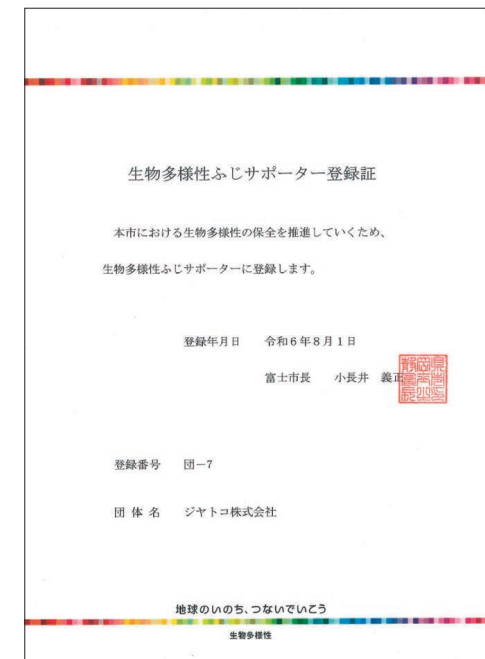 生物多様性ふじサポーター登録証
本市における生物多様性の保全を推進していくため、
生物多様性ふじサポーターに登録します。
登録年月日 令和6年8月1日
富士市長 小長井 義正
登録番号 団−7
団体名 ジヤトコ株式会社
地球のいのち、つないでいこう
生物多様性